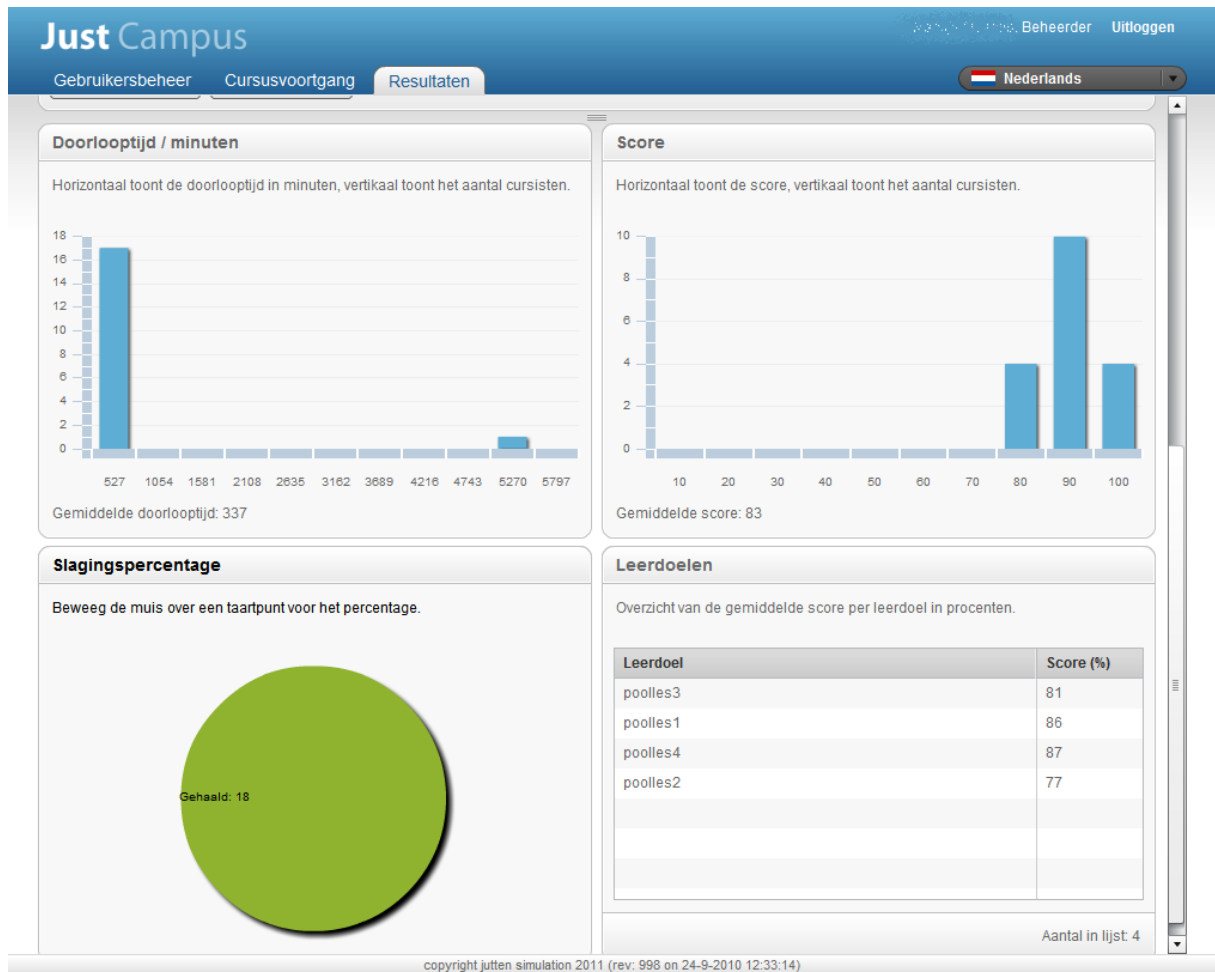 Just Campus
Beheerder Uitloggen
Gebruikersbeheer Cursusvoortgang Resultaten
Nederlands
Doorlooptijd / minuten
Horizontaal toont de doorlooptijd in minuten, vertikaal toont het aantal cursisten.
18
16
14
12
10
8
6
4
2
0
527 1054 1581 2108 2635 3162 3689 4216 4743 5270 5797
Gemiddelde doorlooptijd: 337
Score
Horizontaal toont de score, vertikaal toont het aantal cursisten.
10
8
6
4
2
0
10 20 30 40 50 60 70 80 90 100
Gemiddelde score: 83
Slagingspercentage
Beweeg de muis over een taartpunt voor het percentage.
Gehaald: 18
Leerdoelen
Overzicht van de gemiddelde score per leerdoel in procenten.
Leerdoel Score (%)
poolles3 81
poolles1 86
poolles4 87
poolles2 77
Aantal in lijst: 4
copyright jutten simulation 2011 (rev: 998 on 24-9-2010 12:33:14)